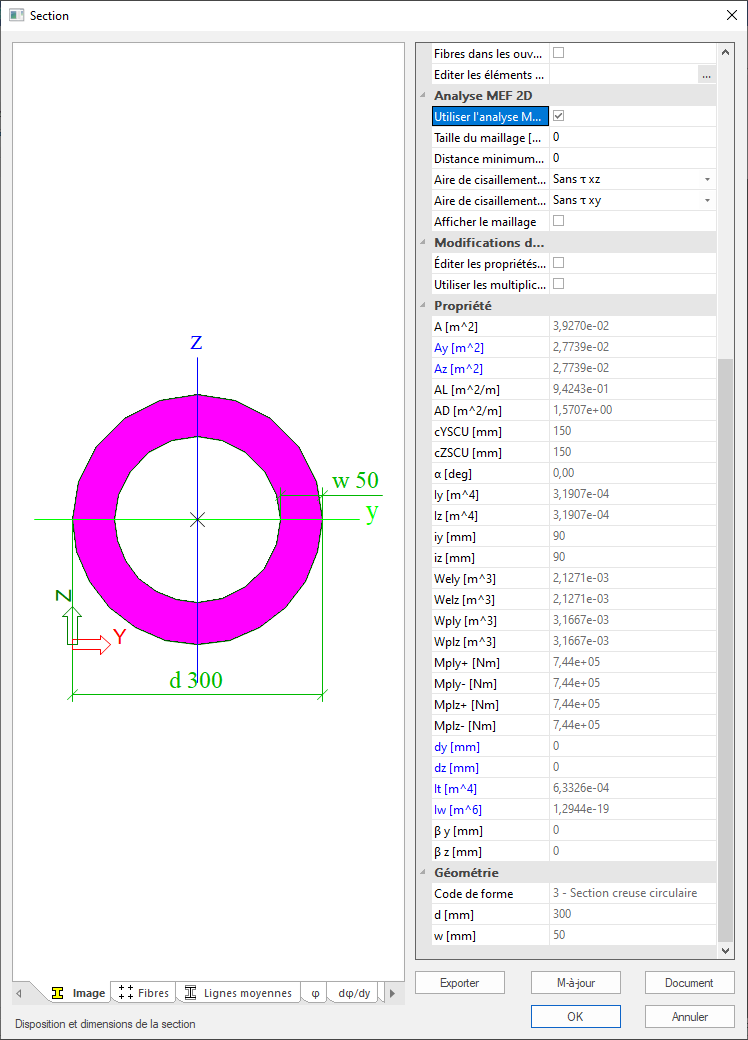 Section
z
w 50
y
Z
Y
d 300
Image
Fibres
Lignes moyennes
φ
dφ/dy
Disposition et dimensions de la section
Fibres dans les ouv...
Editer les éléments ... ...
Analyse MEF 2D
Utiliser l'analyse M...
Taille du maillage [... 0
Distance minimum... 0
Aire de cisaillement... Sans τ xz
Aire de cisaillement... Sans τ xy
Afficher le maillage
Modifications d...
Éditer les propriétés...
Utiliser les multiplic...
Propriété
A [m^2] 3,9270e-02
Ay [m^2] 2,7739e-02
Az [m^2] 2,7739e-02
AL [m^2/m] 9,4243e-01
AD [m^2/m] 1,5707e+00
cYSCU [mm] 150
cZSCU [mm] 150
α [deg] 0,00
Iy [m^4] 3,1907e-04
Iz [m^4] 3,1907e-04
iy [mm] 90
iz [mm] 90
Wely [m^3] 2,1271e-03
Welz [m^3] 2,1271e-03
Wply [m^3] 3,1667e-03
Wplz [m^3] 3,1667e-03
Mply+ [Nm] 7,44e+05
Mply- [Nm] 7,44e+05
Mplz+ [Nm] 7,44e+05
Mplz- [Nm] 7,44e+05
dy [mm] 0
dz [mm] 0
It [m^4] 6,3326e-04
Iw [m^6] 1,2944e-19
β y [mm] 0
β z [mm] 0
Géométrie
Code de forme 3 - Section creuse circulaire
d [mm] 300
w [mm] 50
Exporter
M-à-jour
Document
OK
Annuler